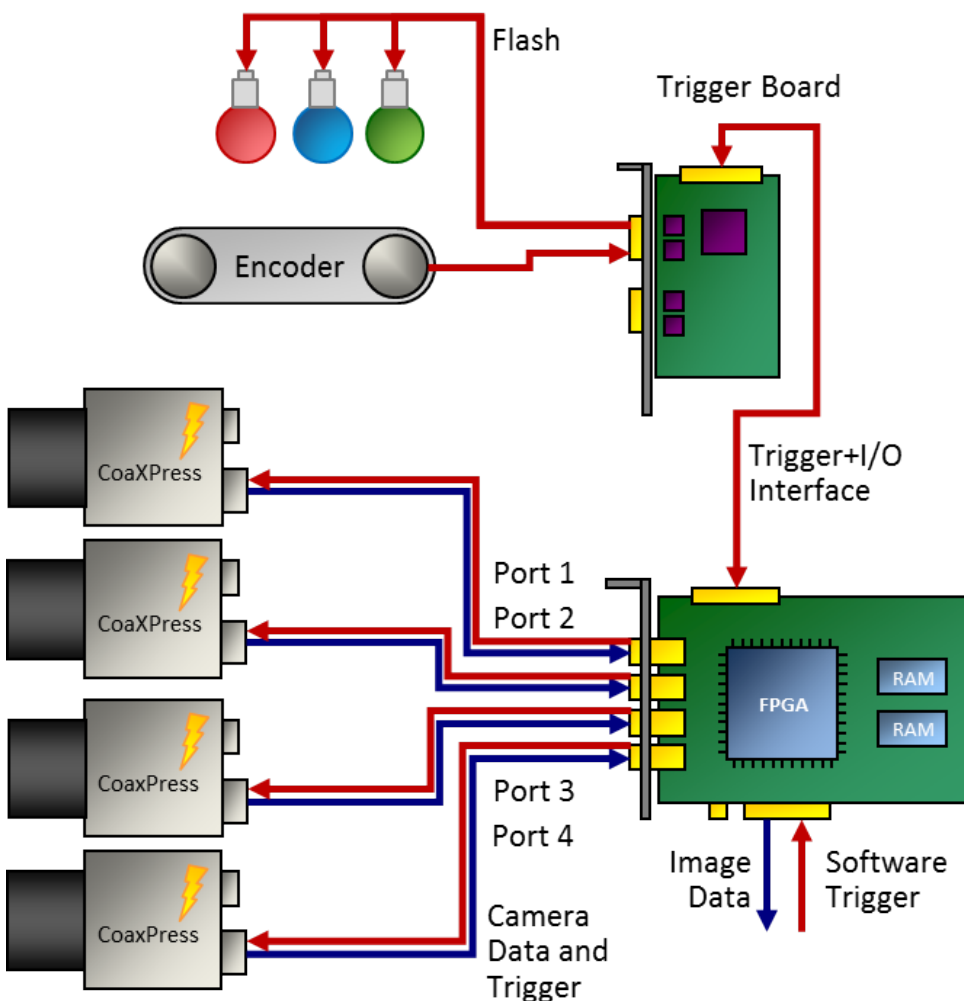 Flash
Trigger Board
Encoder
Trigger+I/O
Interface
CoaXPress
CoaXPress
CoaxPress
CoaxPress
Port 1
Port 2
Port 3
Port 4
FPGA
RAM
RAM
Image
Data
Software
Trigger
Camera
Data and
Trigger